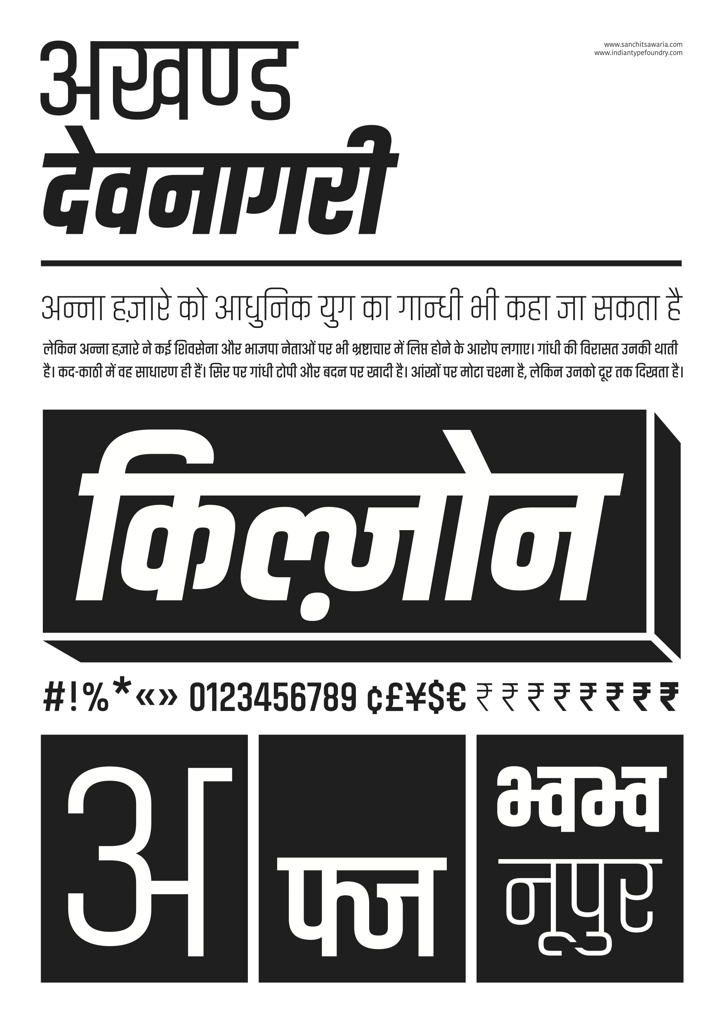 अखण्ड
www.sanchitsawaria.com
www.indiantypefoundry.com
देवनागरी
अन्ना हज़ारे को आधुनिक युग का गान्धी भी कहा जा सकता है
लेकिन अन्ना हज़ारे ने कई शिवसेना और भाजपा नेताओं पर भी भ्रष्टाचार में लिप्त होने के आरोप लगाए। गांधी की विरासत उनकी थाती
है। कद-काठी में वह साधारण ही हैं। सिर पर गांधी टोपी और बदन पर खादी है। आंखों पर मोटा चश्मा है, लेकिन उनको दूर तक दिखता है।
किल्ज़ोन
#!%*«» 0123456789 ¢£¥$€ ₹ ₹ ₹ ₹ ₹ ₹ ₹ ₹
अ
फ्ज
भ्वभ्व
नूपुर